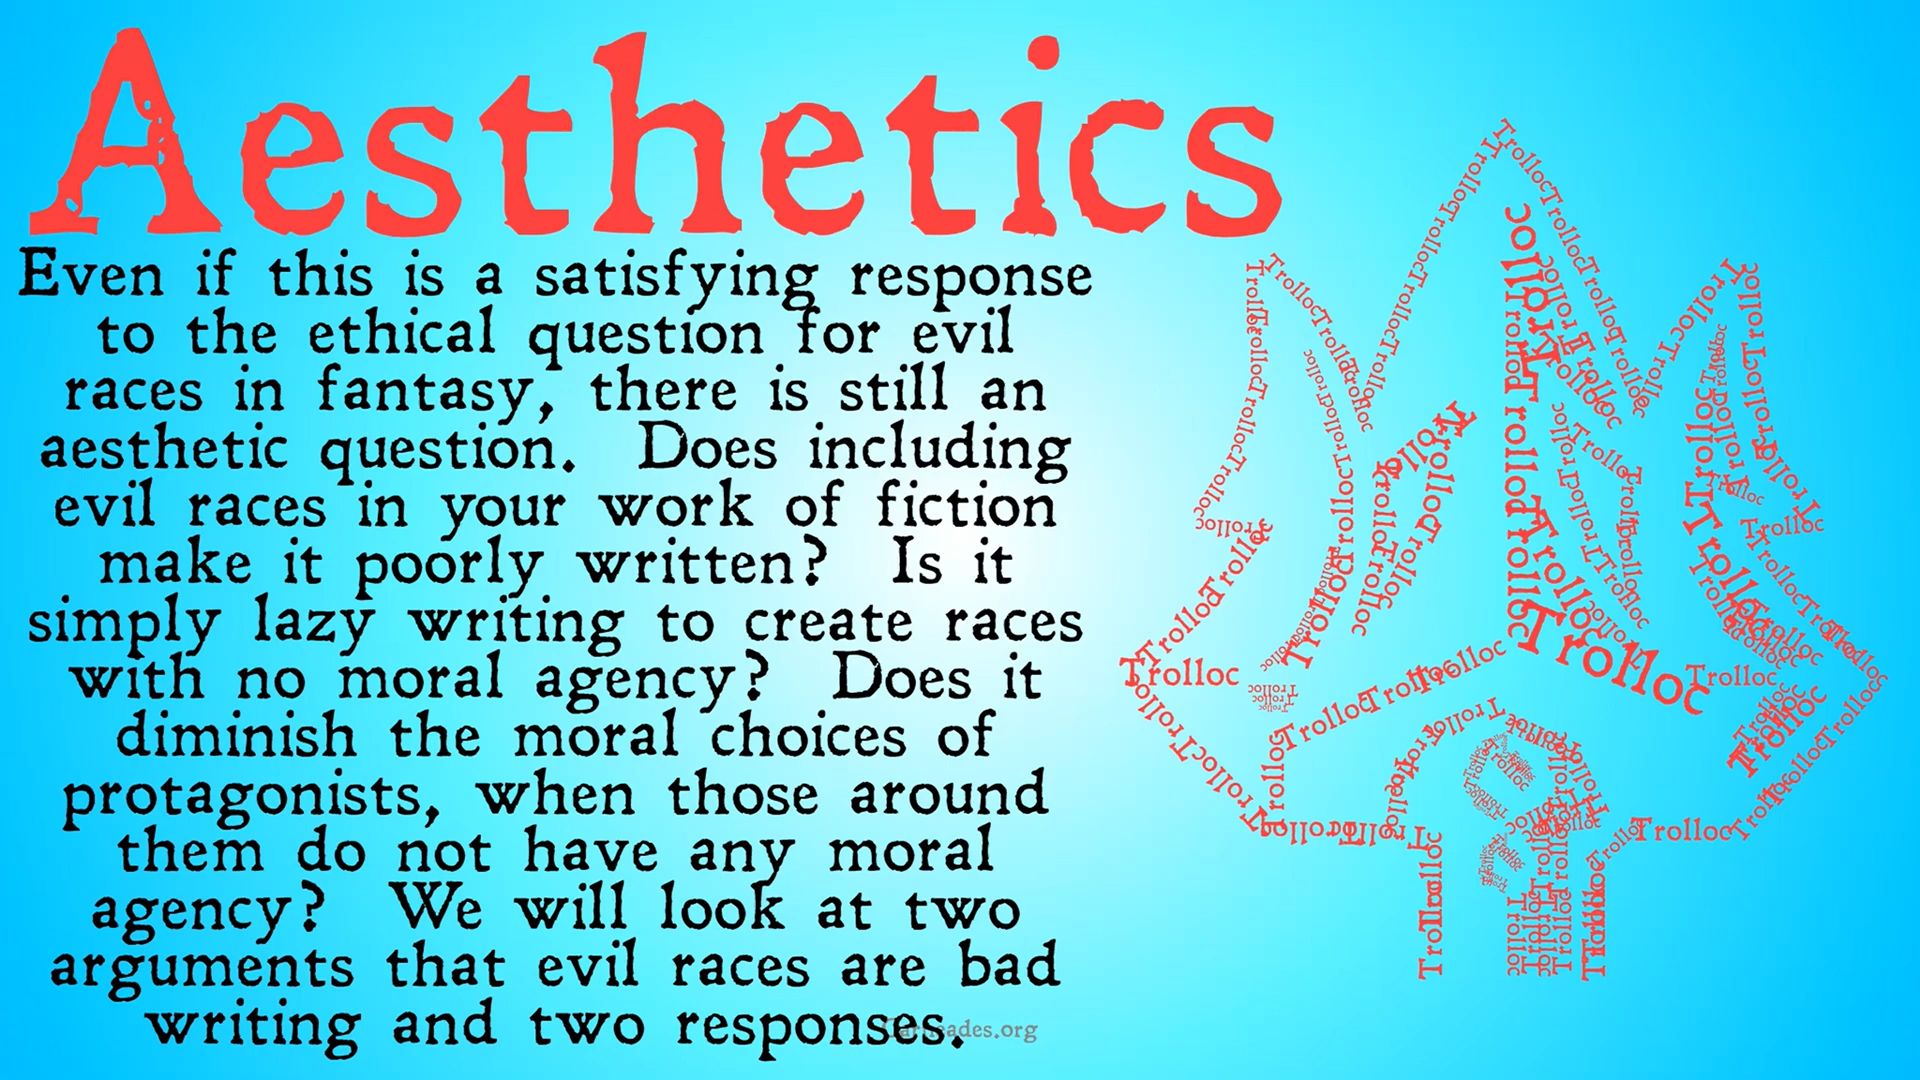 Aesthetics
Even if this is a satisfying response
to the ethical question for evil
races in fantasy, there is still an
aesthetic question. Does including
evil races in your work of fiction
make it poorly written? Is it
simply lazy writing to create races
with no moral agency? Does it
diminish the moral choices of
protagonists, when those around
them do not have any moral
agency? We will look at two
arguments that evil races are bad
writing and two responses.
Carneades.org
Trolloc